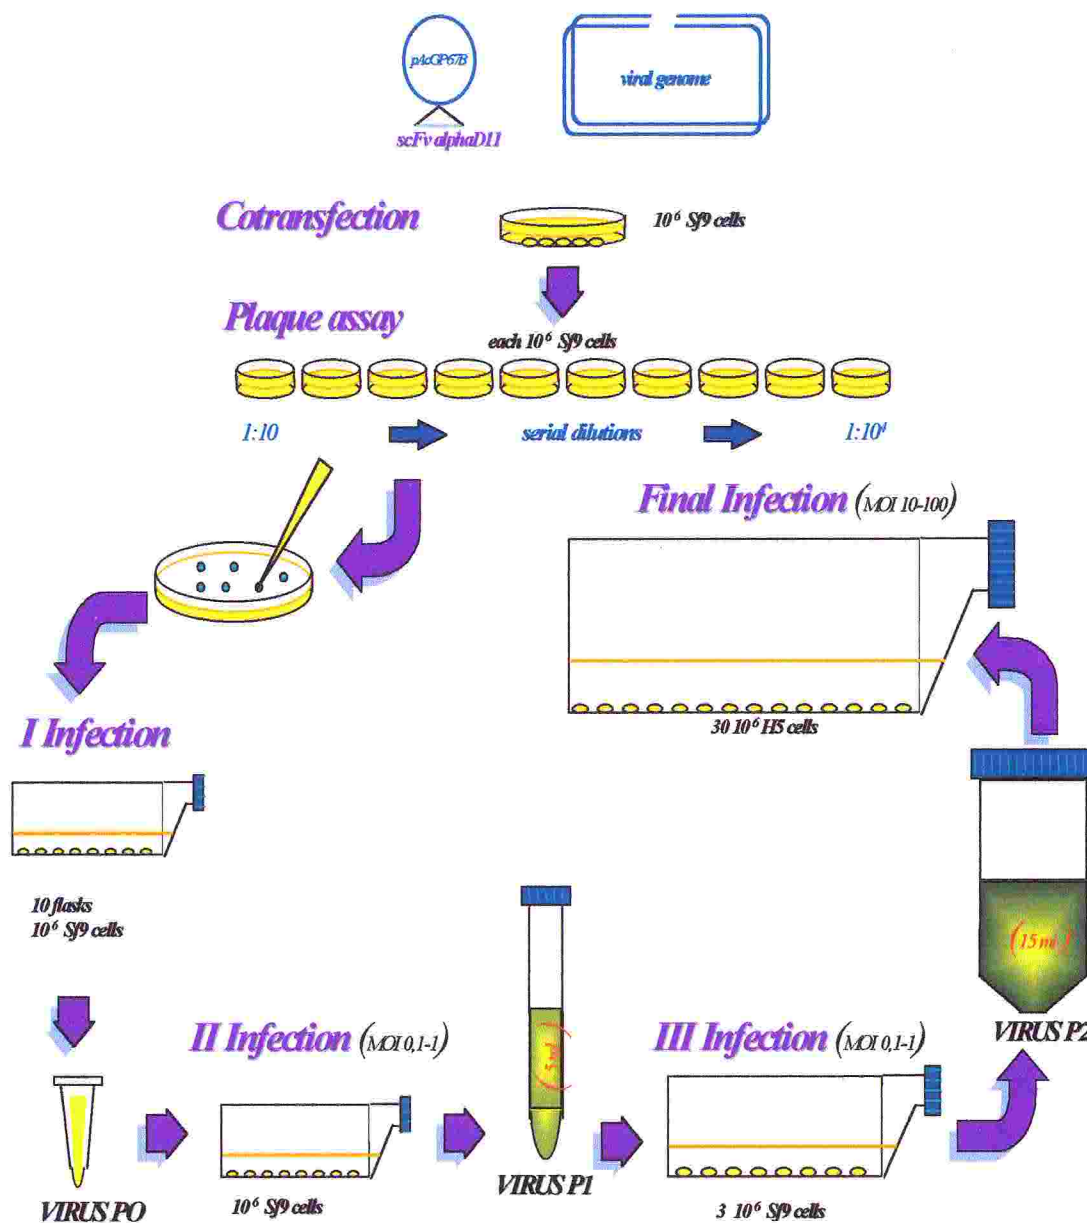 pAcGP67B
viral genome
scFv alphaD11
Cotransfection
10⁶ Sf9 cells
Plaque assay
each 10⁶ Sf9 cells
1:10
serial dilutions
1:10⁴
Final Infection (MOI 10-100)
30 10⁶ H5 cells
I Infection
10 flasks
10⁶ Sf9 cells
(15 ml)
VIRUS P2
II Infection (MOI 0,1-1)
(5 ml)
III Infection (MOI 0,1-1)
VIRUS PO
10⁶ Sf9 cells
VIRUS P1
3 10⁶ Sf9 cells